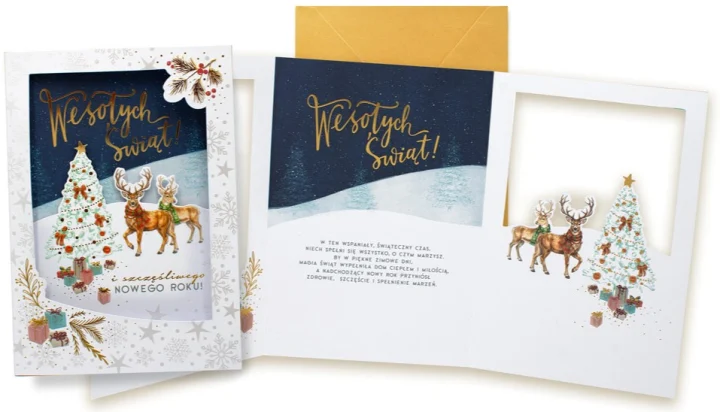 Wesołych
Świąt!
i szczęśliwego
NOWEGO ROKU!
Wesołych
Świąt!
W TEN WSPANIAŁY, ŚWIĄTECZNY CZAS,
NIECH SPEŁNI SIĘ WSZYSTKO, O CZYM MARZYSZ.
BY W PIĘKNE ZIMOWE DNI,
MAGIA ŚWIĄT WYPEŁNIŁA DOM CIEPŁEM I MIŁOŚCIĄ,
A NADCHODZĄCY NOWY ROK PRZYNIÓSŁ
ZDROWIE, SZCZĘŚCIE I SPEŁNIENIE MARZEŃ.